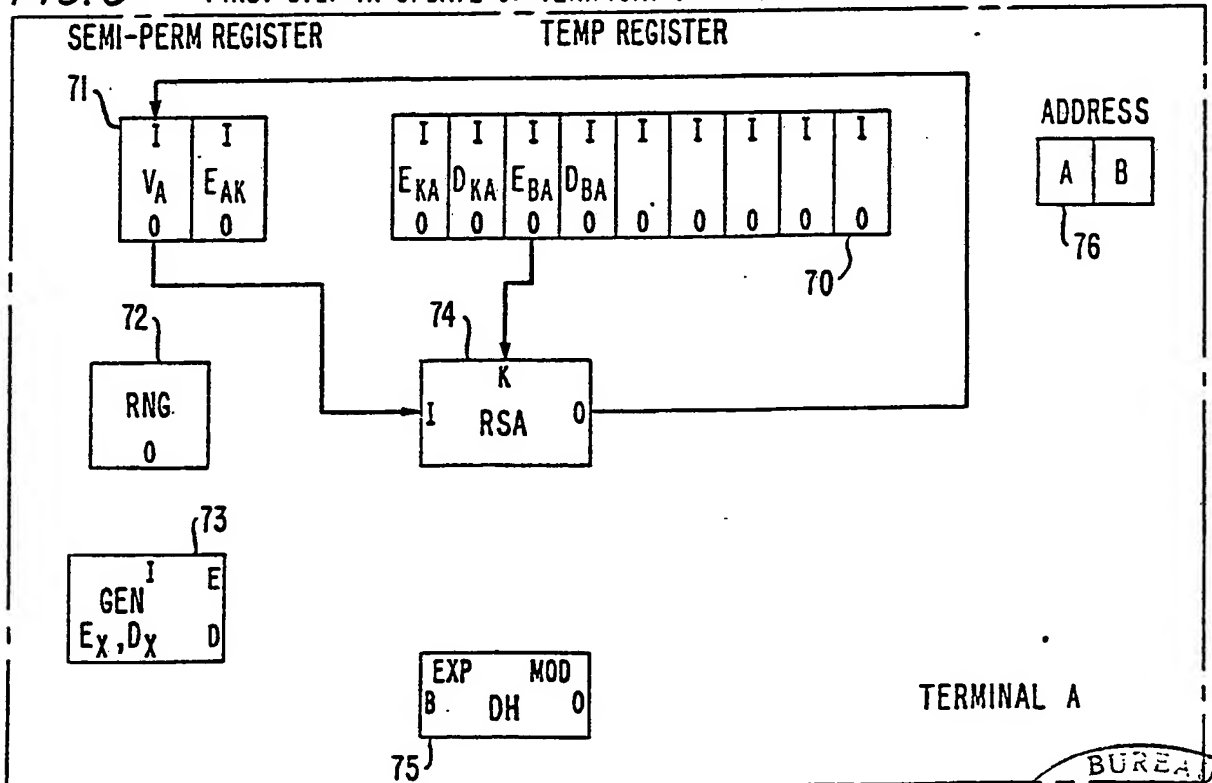 SEMI-PERM REGISTER TEMP REGISTER
71
I I I I I I I I I I I
V_A E_AK E_KA D_KA E_BA D_BA
0 0 0 0 0 0 0 0 0 0 0
ADDRESS
A B
76
70
72
RNG
0
74
K
I RSA 0
73
I E
GEN
E_X, D_X D
EXP MOD
B DH 0
75
TERMINAL A